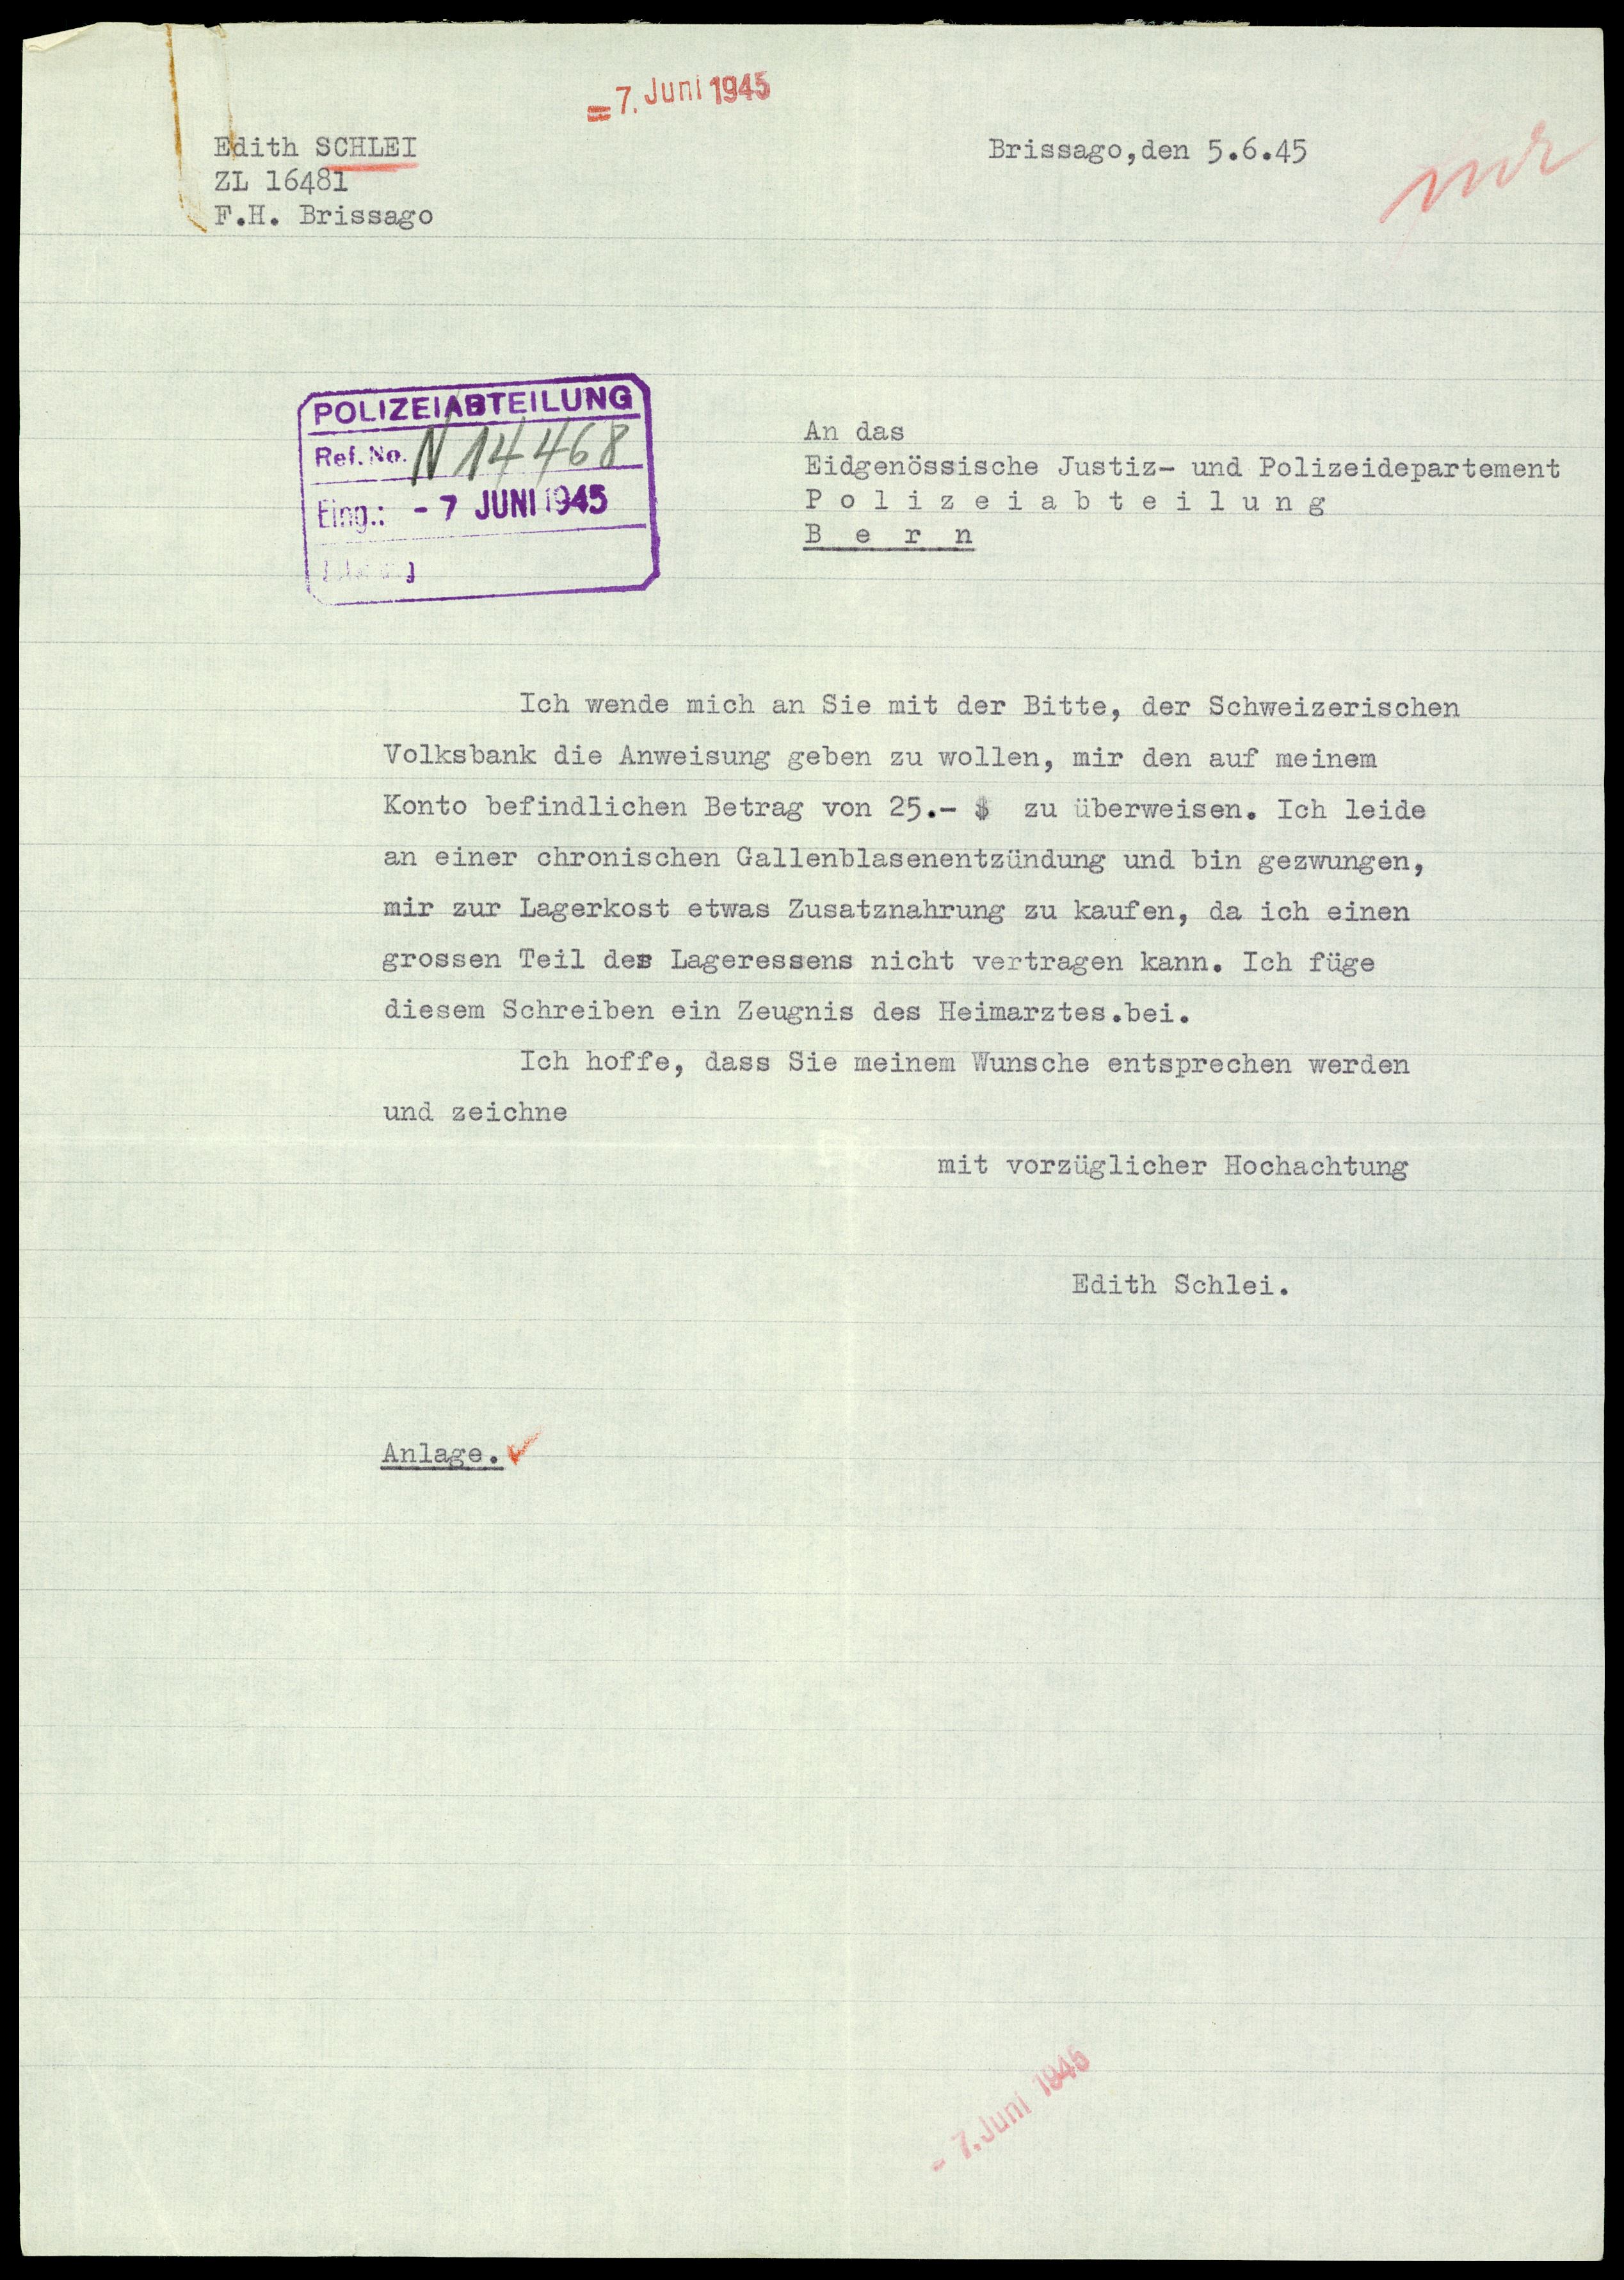 = 7. Juni 1945
Edith SCHLEI
ZL 16481
F.H. Brissago
Brissago,den 5.6.45
POLIZEIABTEILUNG
Ref. No. N 14468
Eing.: - 7 JUNI 1945
An das
Eidgenössische Justiz- und Polizeidepartement
P o l i z e i a b t e i l u n g
B e r n
Ich wende mich an Sie mit der Bitte, der Schweizerischen
Volksbank die Anweisung geben zu wollen, mir den auf meinem
Konto befindlichen Betrag von 25.- $ zu überweisen. Ich leide
an einer chronischen Gallenblasenentzündung und bin gezwungen,
mir zur Lagerkost etwas Zusatznahrung zu kaufen, da ich einen
grossen Teil des Lageressens nicht vertragen kann. Ich füge
diesem Schreiben ein Zeugnis des Heimarztes.bei.
Ich hoffe, dass Sie meinem Wunsche entsprechen werden
und zeichne
mit vorzüglicher Hochachtung
Edith Schlei.
Anlage.
- 7. Juni 1945